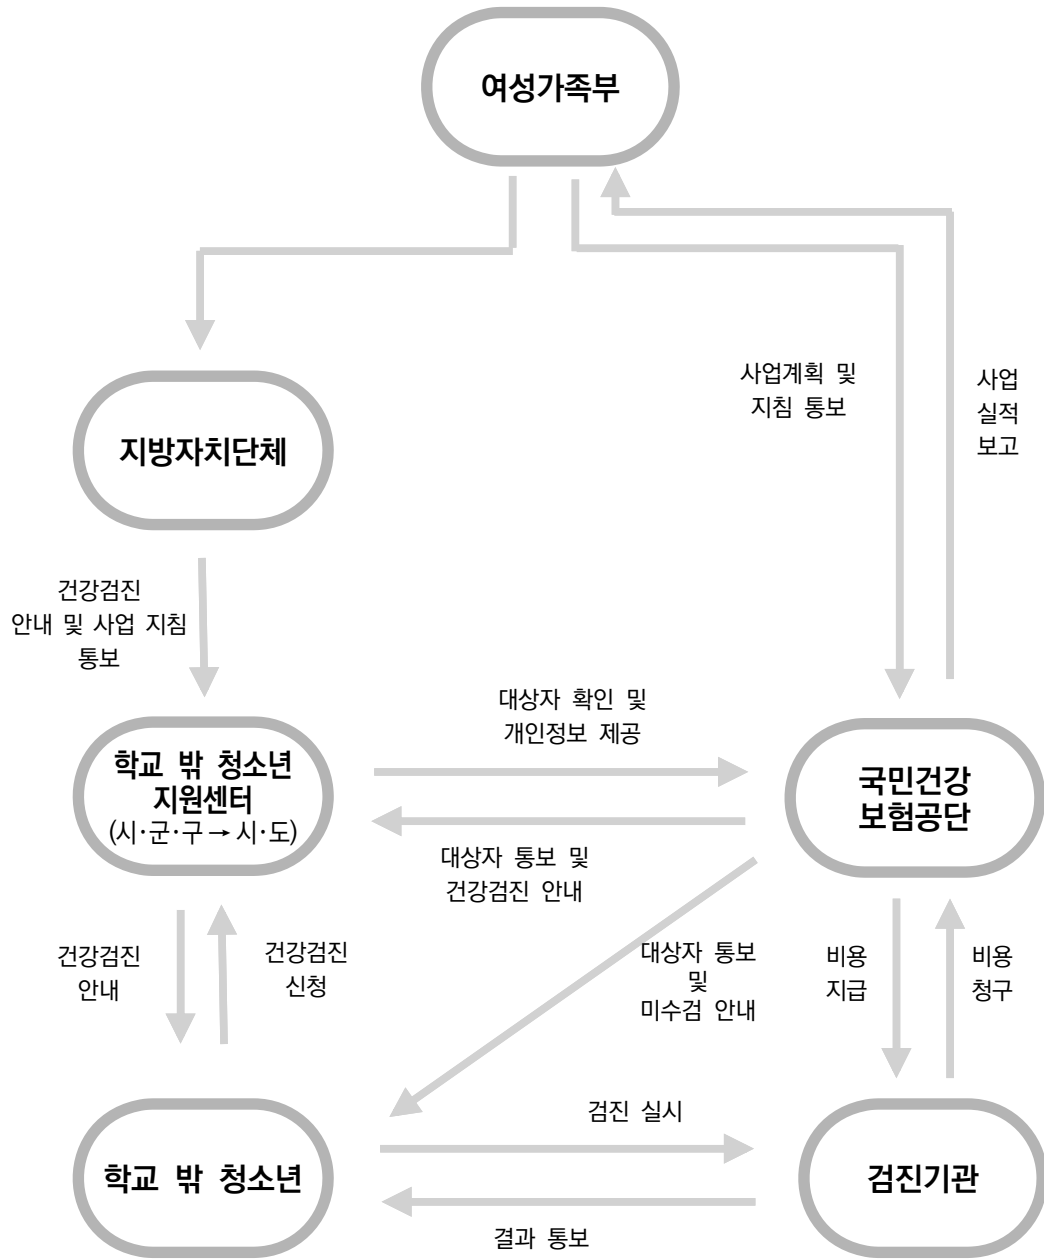 여성가족부
사업계획 및
지침 통보
사업
실적
보고
지방자치단체
건강검진
안내 및 사업 지침
통보
대상자 확인 및
개인정보 제공
학교 밖 청소년
지원센터
(시·군·구→시·도)
국민건강
보험공단
대상자 통보 및
건강검진 안내
건강검진
안내
건강검진
신청
대상자 통보
및
미수검 안내
비용
지급
비용
청구
검진 실시
학교 밖 청소년
검진기관
결과 통보